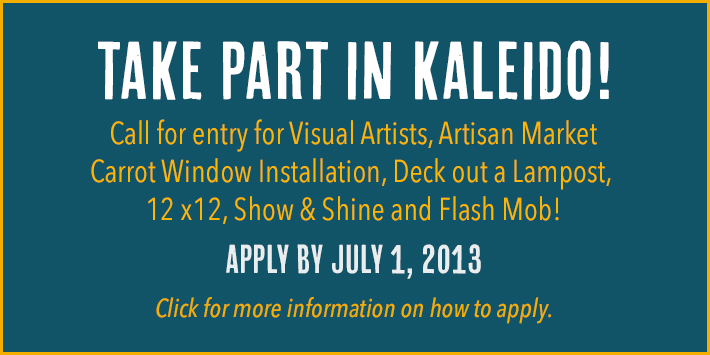 TAKE PART IN KALEIDO!
Call for entry for Visual Artists, Artisan Market
Carrot Window Installation, Deck out a Lampost,
12 x12, Show & Shine and Flash Mob!
APPLY BY JULY 1, 2013
Click for more information on how to apply.